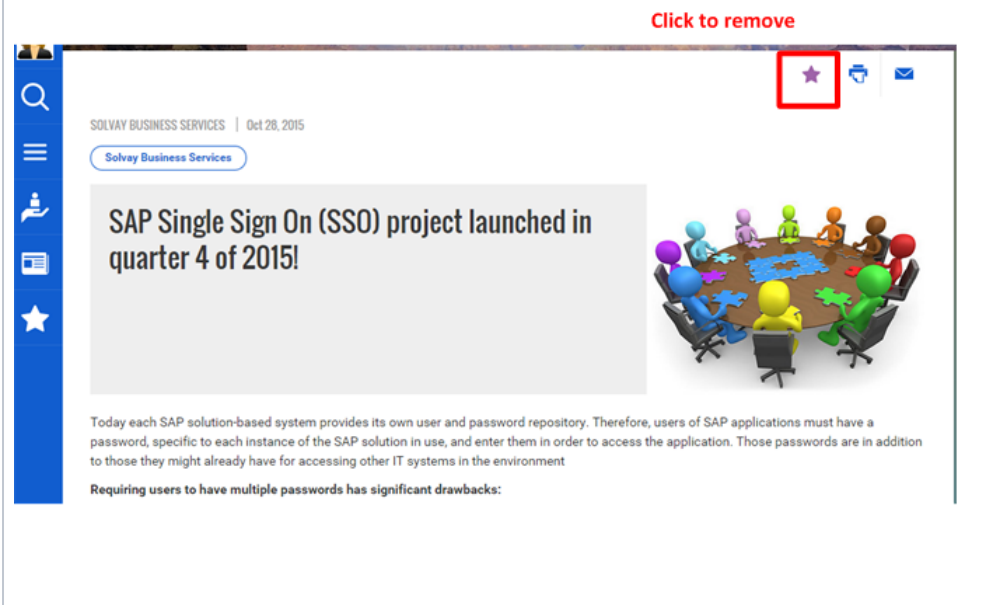 Click to remove
SOLVAY BUSINESS SERVICES | Oct 28, 2015
Solvay Business Services
SAP Single Sign On (SSO) project launched in
quarter 4 of 2015!
Today each SAP solution-based system provides its own user and password repository. Therefore, users of SAP applications must have a
password, specific to each instance of the SAP solution in use, and enter them in order to access the application. Those passwords are in addition
to those they might already have for accessing other IT systems in the environment
Requiring users to have multiple passwords has significant drawbacks: